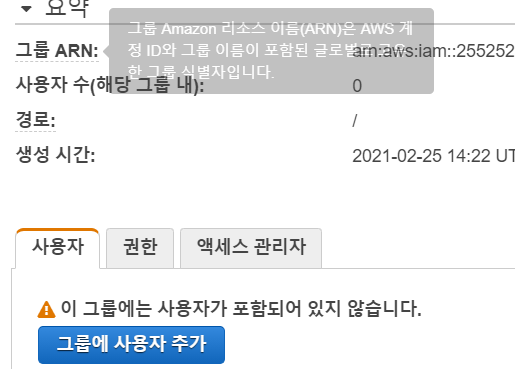 요약
그룹 Amazon 리소스 이름(ARN)은 AWS 계
정 ID와 그룹 이름이 포함된 글로벌
한 그룹 식별자입니다.
그룹 ARN: arn:aws:iam::255252
사용자 수(해당 그룹 내): 0
경로: /
생성 시간: 2021-02-25 14:22 UT
사용자 권한 액세스 관리자
이 그룹에는 사용자가 포함되어 있지 않습니다.
그룹에 사용자 추가